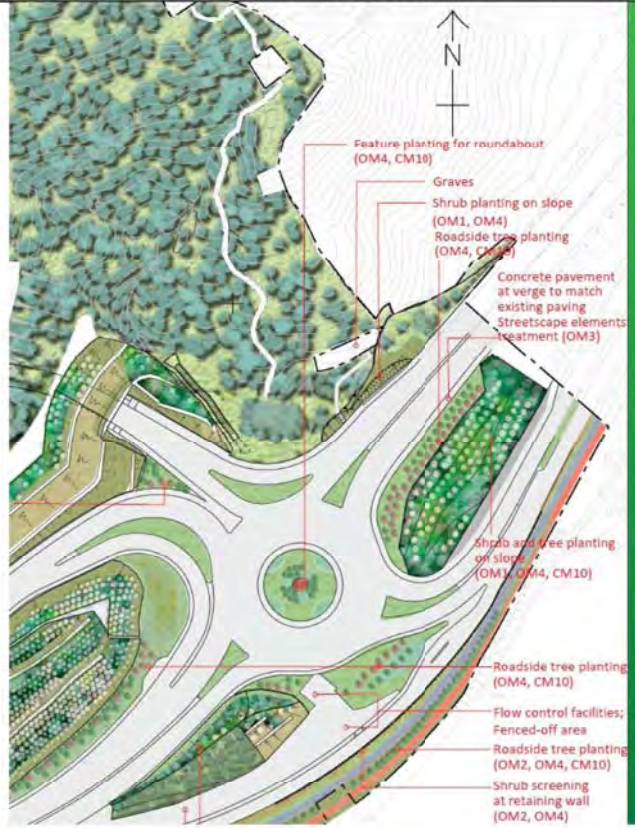 N
Feature planting for roundabout
(OM4, CM10)
Graves
Shrub planting on slope
(OM1, OM4)
Roadside tree planting
(OM4, CM10)
Concrete pavement
at verge to match
existing paving
Streetscape elements
treatment (OM3)
Shrub and tree planting
on slope
(OM1, OM4, CM10)
Roadside tree planting
(OM4, CM10)
Flow control facilities;
Fenced-off area
Roadside tree planting
(OM2, OM4, CM10)
Shrub screening
at retaining wall
(OM2, OM4)